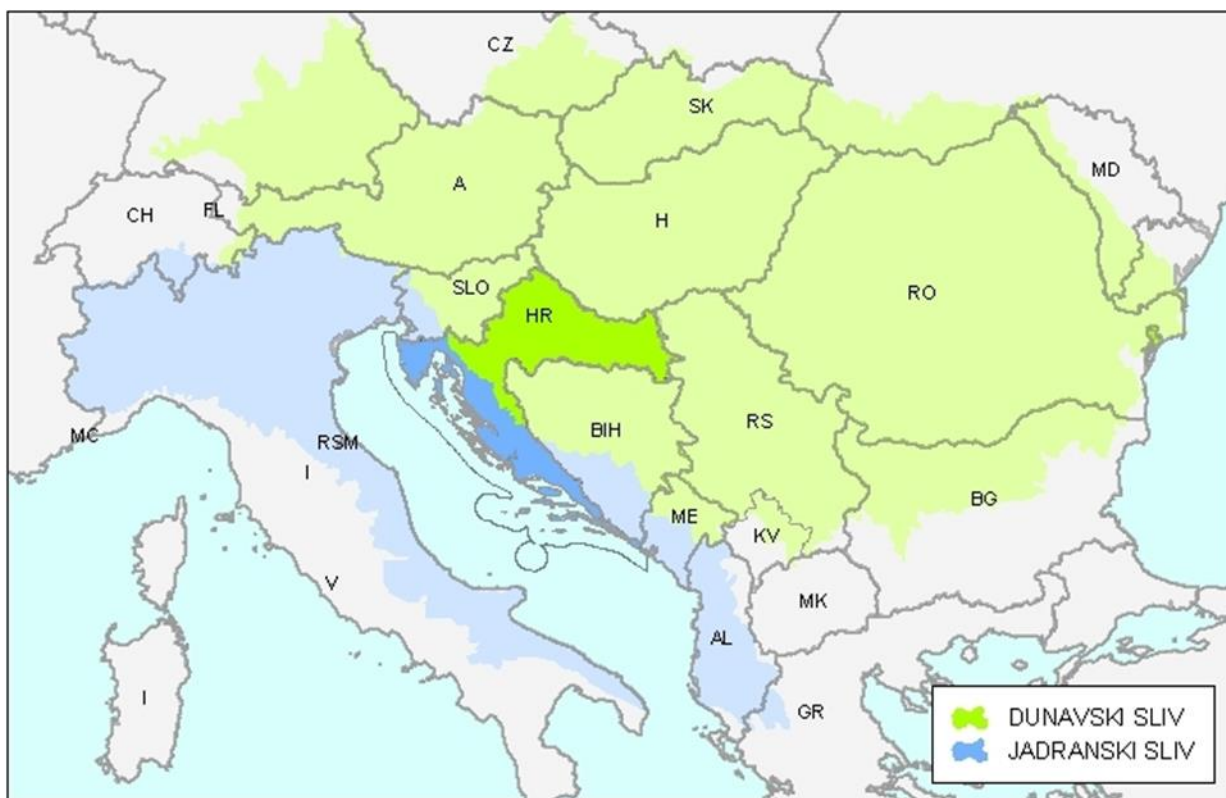 CZ
SK
MD
A
CH
FL
H
SLO
RO
HR
MC
RSM
I
BIH
RS
BG
ME
KV
V
MK
AL
I
GR
DUNAVSKI SLIV
JADRANSKI SLIV